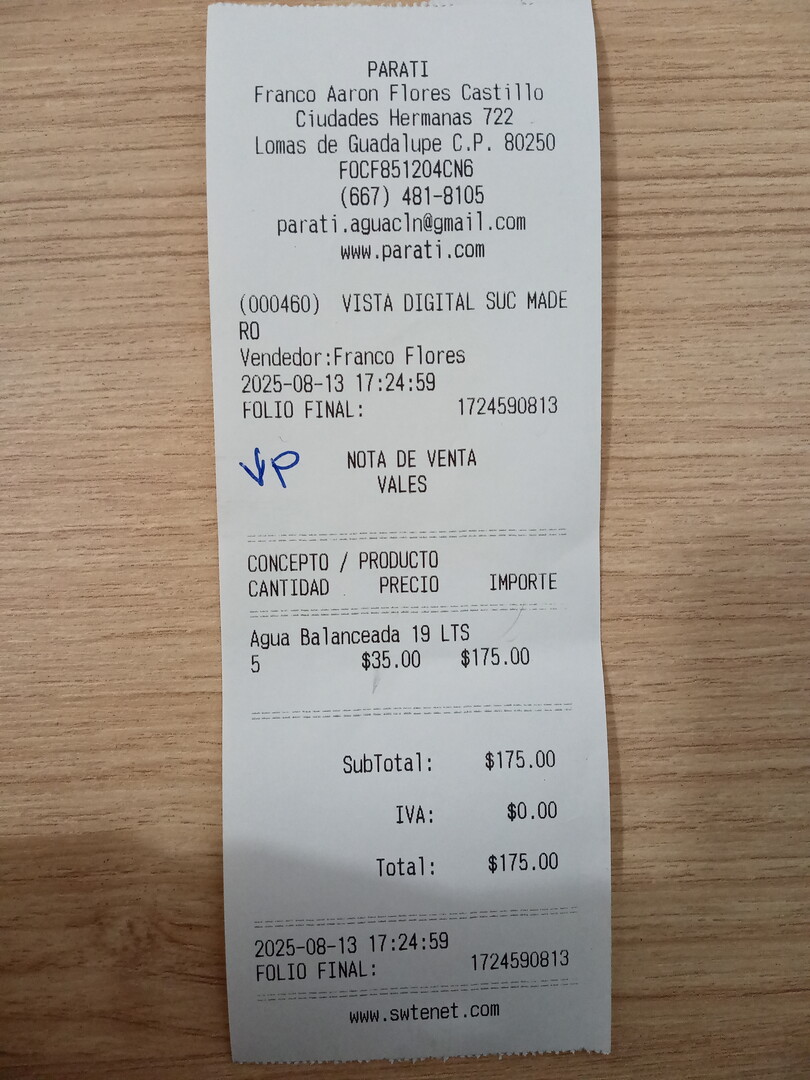 PARATI
Franco Aaron Flores Castillo
Ciudades Hermanas 722
Lomas de Guadalupe C.P. 80250
FOCF851204CN6
(667) 481-8105
parati.aguacln@gmail.com
www.parati.com
(000460) VISTA DIGITAL SUC MADE
RO
Vendedor:Franco Flores
2025-08-13 17:24:59
FOLIO FINAL: 1724590813
VP NOTA DE VENTA
VALES
CONCEPTO / PRODUCTO
CANTIDAD PRECIO IMPORTE
Agua Balanceada 19 LTS
5 $35.00 $175.00
SubTotal: $175.00
IVA: $0.00
Total: $175.00
2025-08-13 17:24:59
FOLIO FINAL: 1724590813
www.swtenet.com